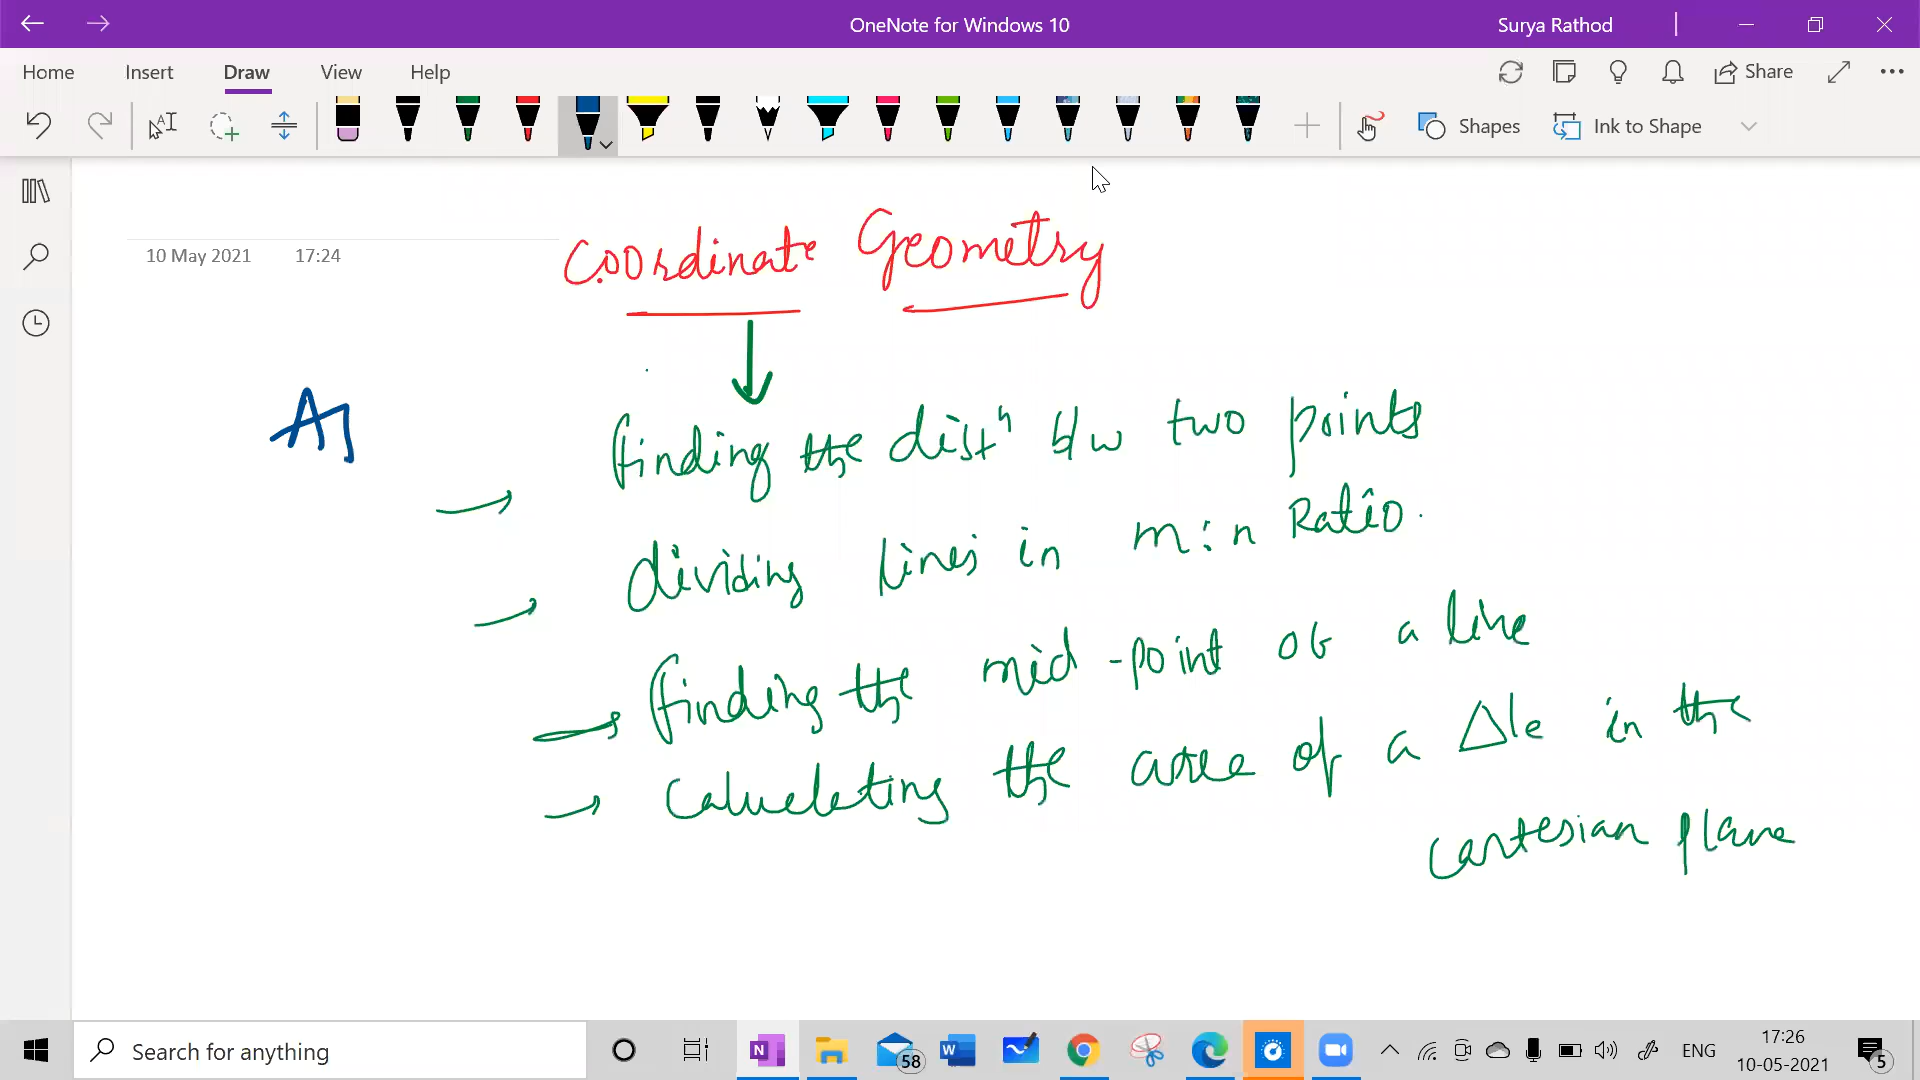 OneNote for Windows 10
Surya Rathod
Home Insert Draw View Help
Share
Shapes Ink to Shape
10 May 2021 17:24
Coordinate Geometry
finding the distⁿ b/w two points
dividing lines in m:n Ratio.
finding the mid-point of a line
Calculating the area of a Δle in the
Cartesian plane
Search for anything
58
ENG
17:26
10-05-2021
5